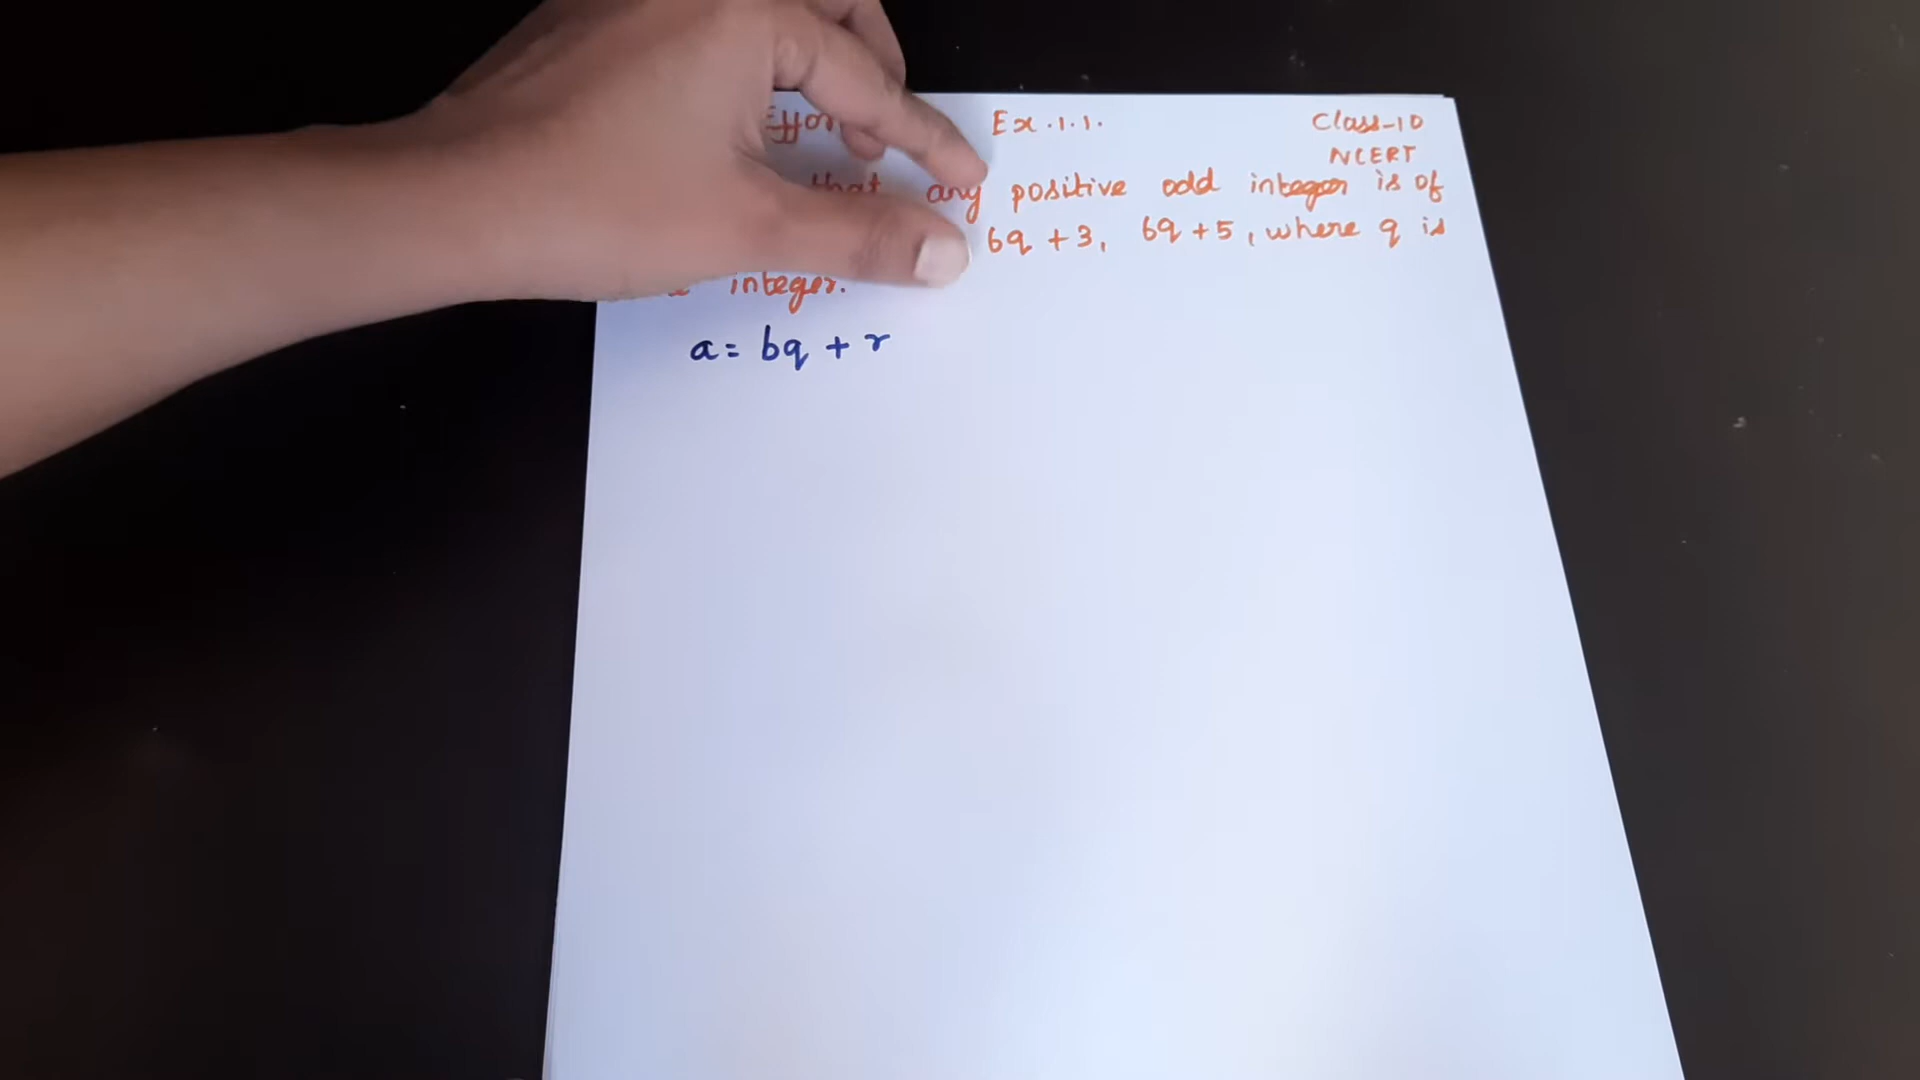 Ex.1.1.
Class-10
NCERT
that any positive odd integer is of
6q + 3, 6q + 5, where q is
integer.
a = bq + r